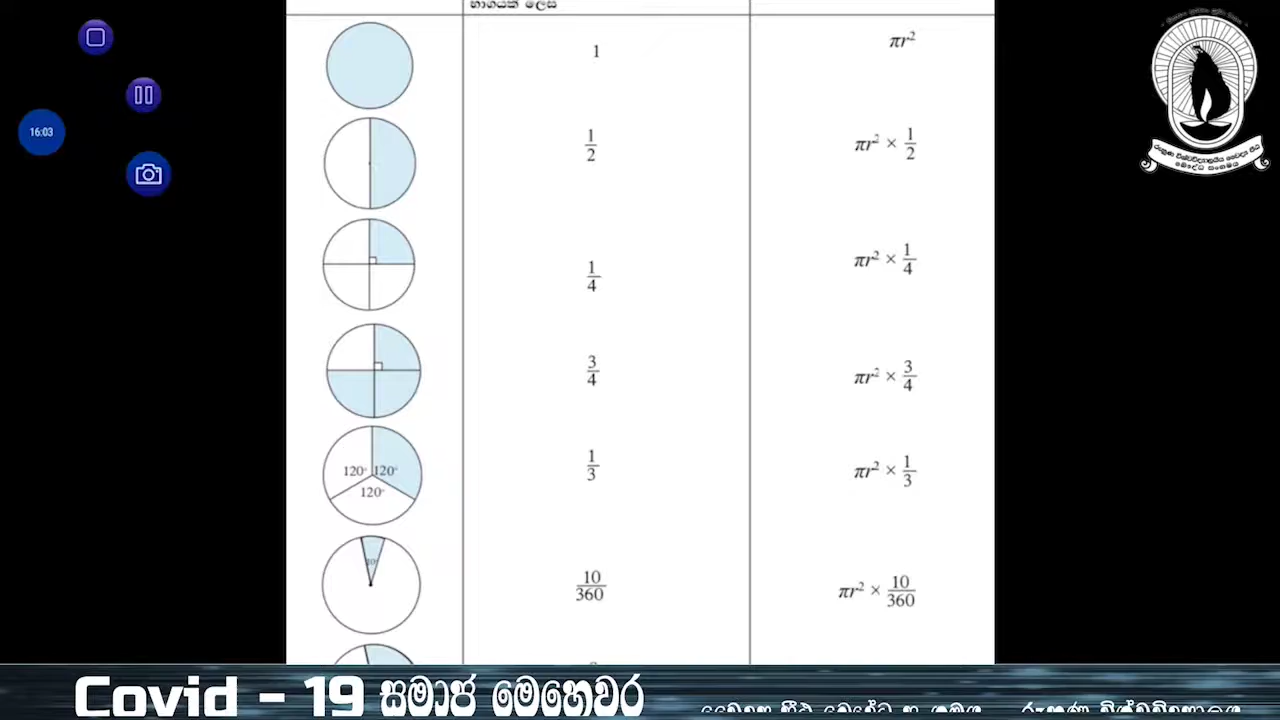 භාගයක් ලෙස
1
πr²
1/2
πr² × 1/2
1/4
πr² × 1/4
3/4
πr² × 3/4
120° 120°
120°
1/3
πr² × 1/3
10°
10/360
πr² × 10/360
16:03
Covid - 19 සමාජ මෙහෙවර